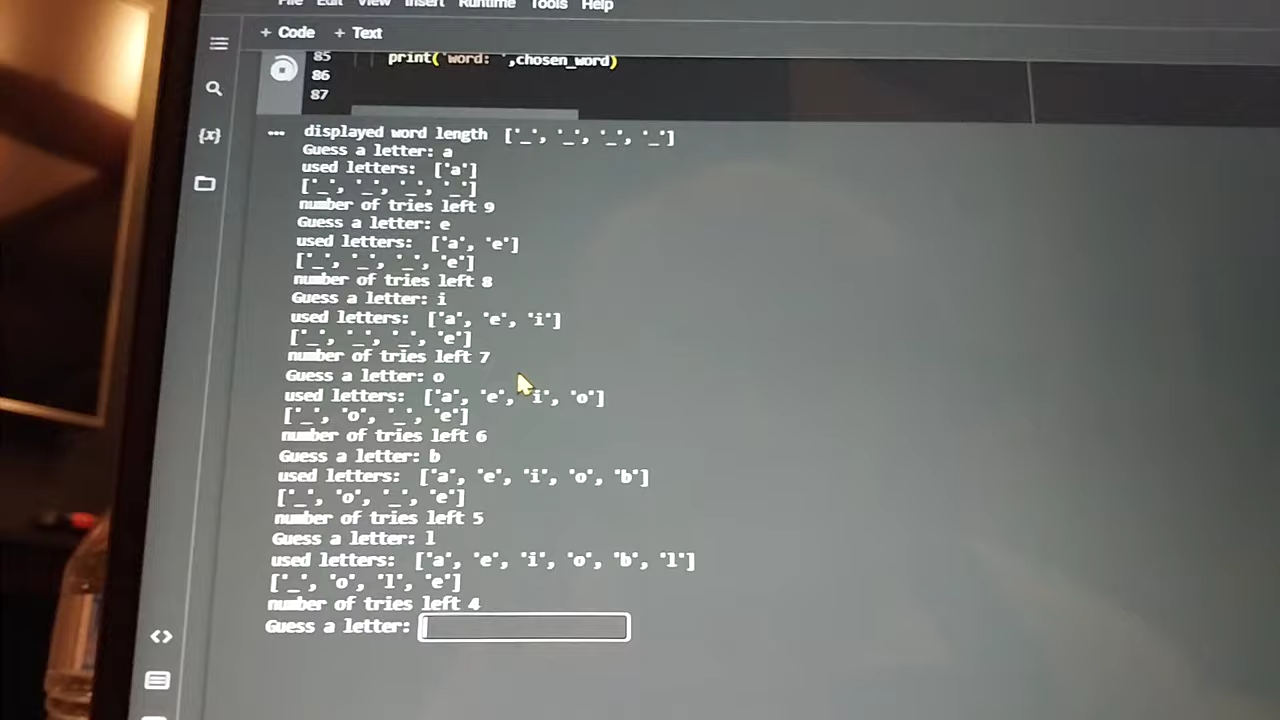 File Edit View Insert Runtime Tools Help
+ Code + Text
85 print('word: ',chosen_word)
86
87
displayed word length ['_', '_', '_', '_']
Guess a letter: a
used letters: ['a']
['_', '_', '_', '_']
number of tries left 9
Guess a letter: e
used letters: ['a', 'e']
['_', '_', '_', 'e']
number of tries left 8
Guess a letter: i
used letters: ['a', 'e', 'i']
['_', '_', '_', 'e']
number of tries left 7
Guess a letter: o
used letters: ['a', 'e', 'i', 'o']
['_', 'o', '_', 'e']
number of tries left 6
Guess a letter: b
used letters: ['a', 'e', 'i', 'o', 'b']
['_', 'o', '_', 'e']
number of tries left 5
Guess a letter: l
used letters: ['a', 'e', 'i', 'o', 'b', 'l']
['_', 'o', 'l', 'e']
number of tries left 4
Guess a letter: